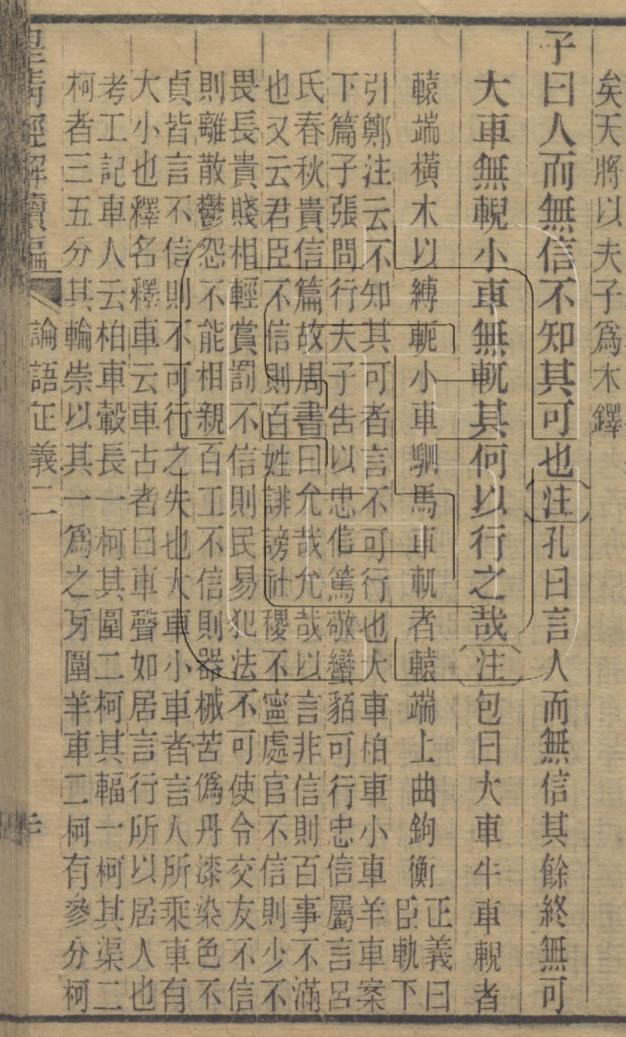 矣天將以夫子為木鐸
子曰人而無信不知其可也注孔曰言人而無信其餘終無可
大車無輗小車無軏其何以行之哉注包曰大車牛車輗者
轅端橫木以縛軛小車駟馬車軏者轅端上曲鉤衡
正義曰
臣軌下
引鄭注云不知其可者言不可行也大車柏車小車羊車案
下篇子張問行夫子告以忠信篤敬蠻貊可行忠信屬言呂
氏春秋貴信篇故周書曰允哉允哉以言非信則百事不滿
也又云君臣不信則百姓誹謗社稷不寧處官不信則少不
畏長貴賤相輕賞罰不信則民易犯法不可使令交友不信
則離散鬱怨不能相親百工不信則器械苦偽丹漆染色不
貞皆言不信則不可行之失也大車小車者言人所乘車有
大小也釋名釋車云車古者曰車聲如居言行所以居人也
考工記車人云柏車轂長一柯其圍二柯其輻一柯其渠二
柯者三五分其輪崇以其一為之牙圍羊車二柯有參分柯
皇清經解續編 論語正義二